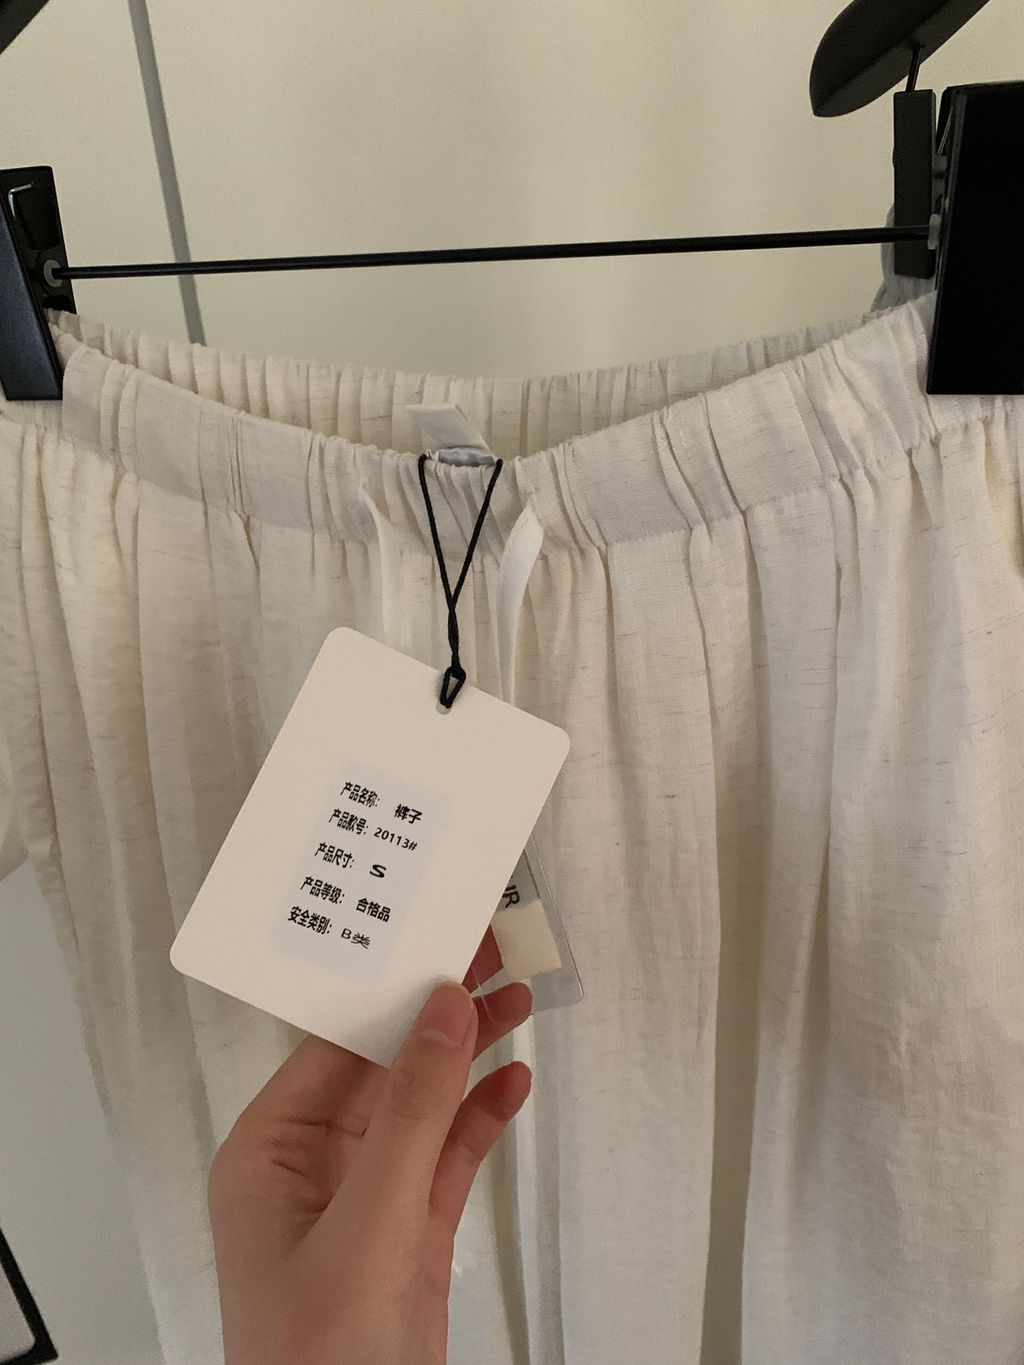 产品名称： 裤子
产品款号：20113#
产品尺寸： S
产品等级： 合格品
安全类别： B类
UR